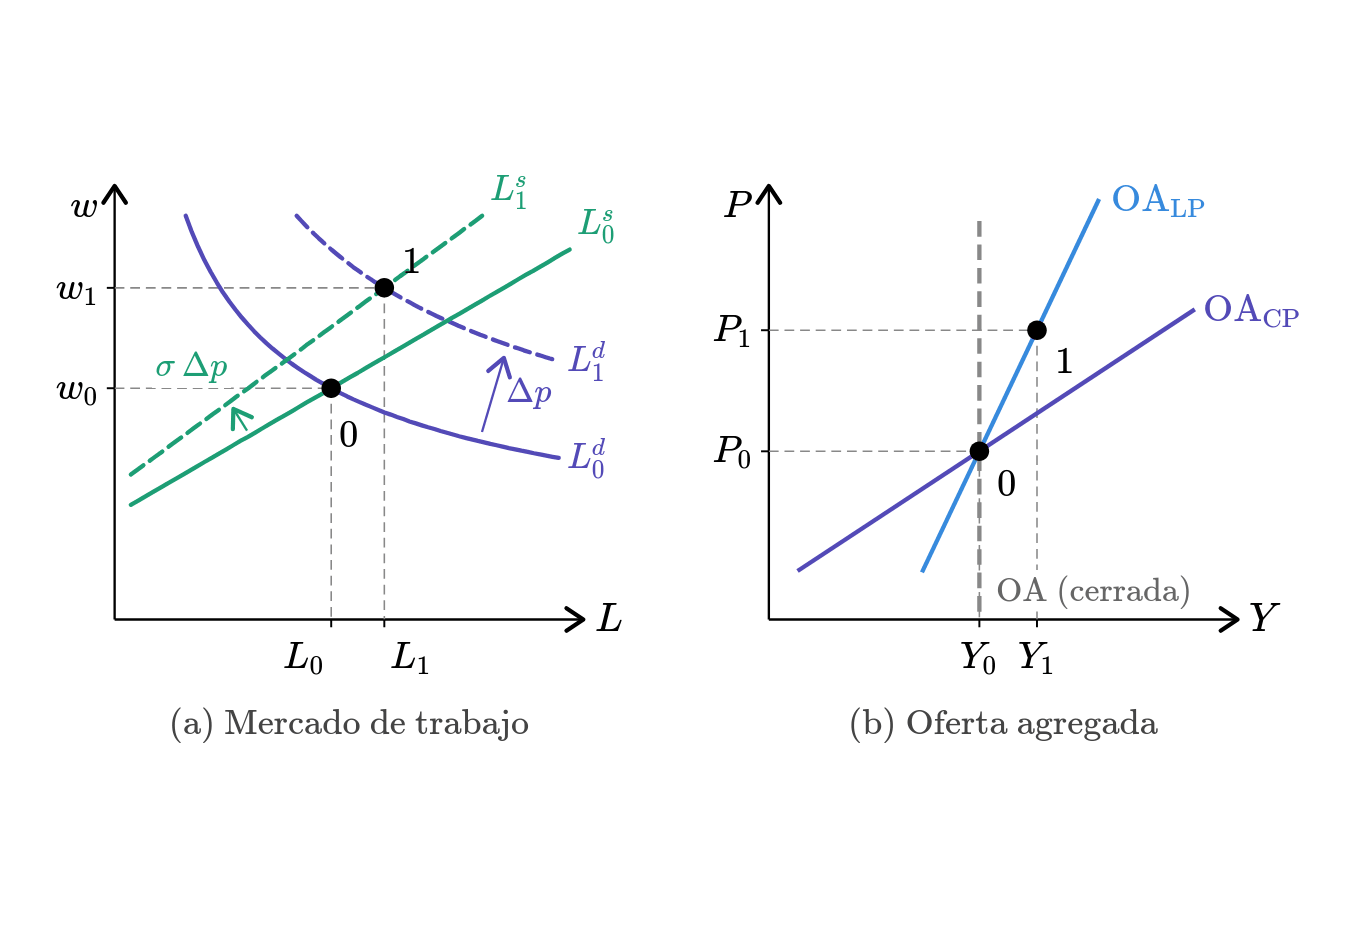 w
w₁
w₀
σ Δp
L₁ˢ
L₀ˢ
1
0
L₁ᵈ
Δp
L₀ᵈ
L
L₀
L₁
(a) Mercado de trabajo
P
P₁
P₀
OA_LP
OA_CP
1
0
OA (cerrada)
Y
Y₀
Y₁
(b) Oferta agregada